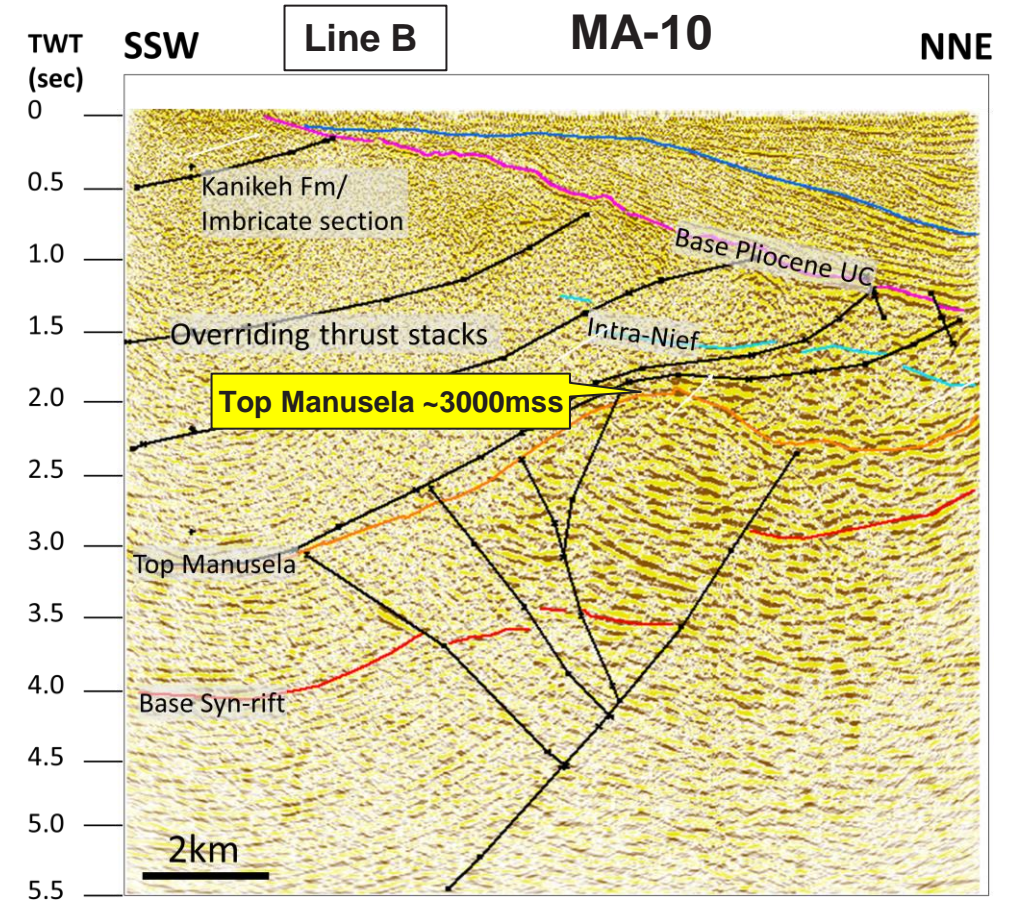 TWT
(sec)
SSW
Line B
MA-10
NNE
0
0.5
1.0
1.5
2.0
2.5
3.0
3.5
4.0
4.5
5.0
5.5
Kanikeh Fm/
Imbricate section
Base Pliocene UC
Overriding thrust stacks
Intra-Nief
Top Manusela ~3000mss
Top Manusela
Base Syn-rift
2km